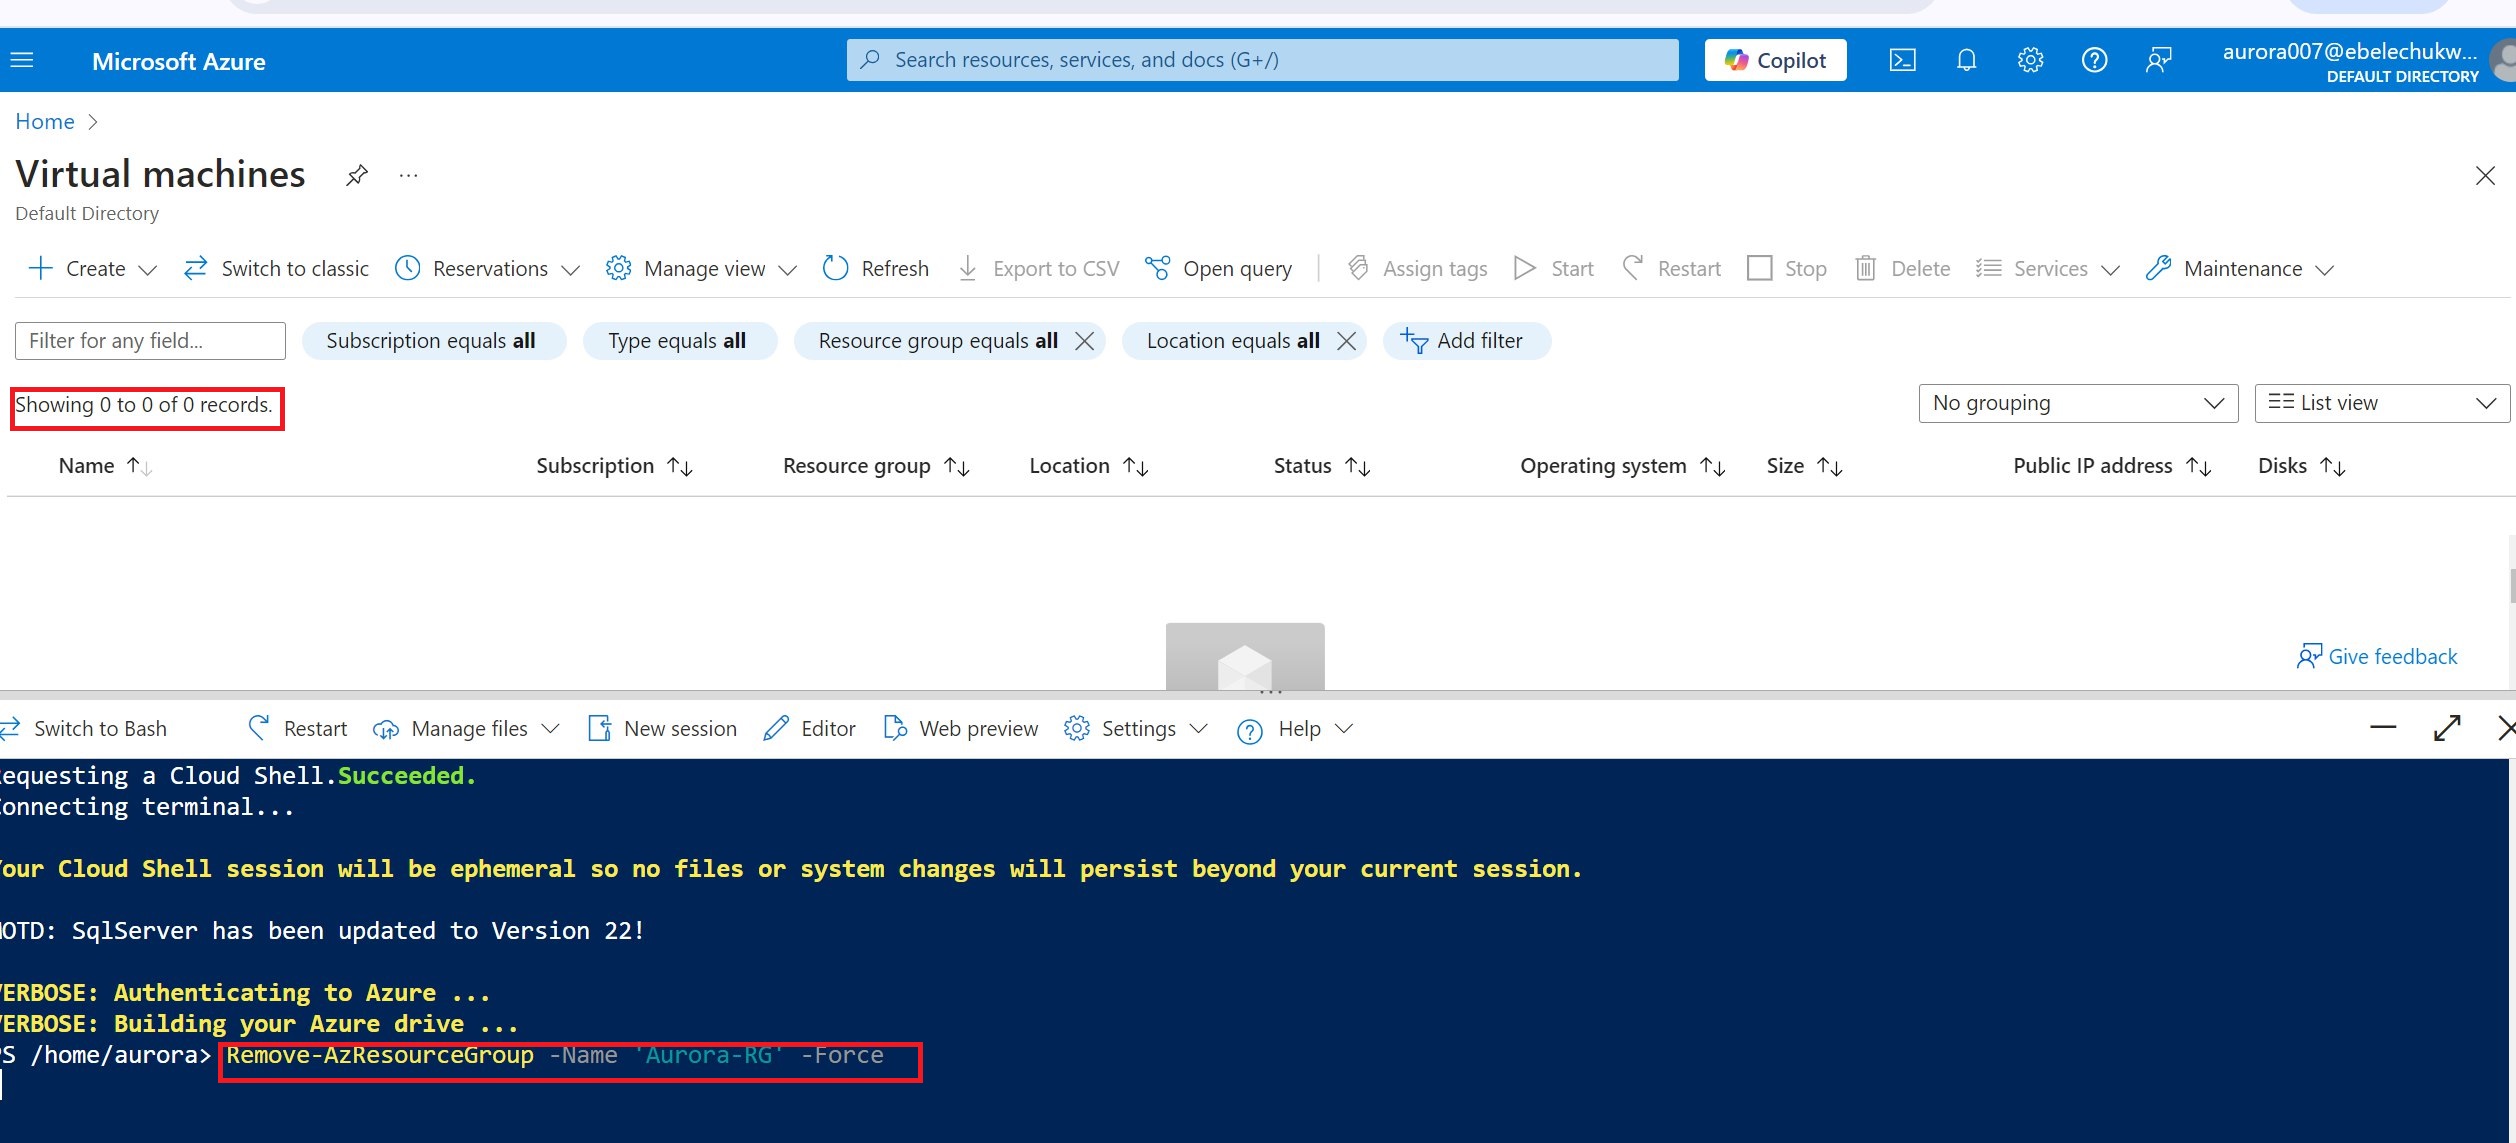 Microsoft Azure
Search resources, services, and docs (G+/)
Copilot
aurora007@ebelechukw...
DEFAULT DIRECTORY
Home
Virtual machines
...
Default Directory
Create
Switch to classic
Reservations
Manage view
Refresh
Export to CSV
Open query
Assign tags
Start
Restart
Stop
Delete
Services
Maintenance
Filter for any field...
Subscription equals all
Type equals all
Resource group equals all
Location equals all
Add filter
Showing 0 to 0 of 0 records.
No grouping
List view
Name
Subscription
Resource group
Location
Status
Operating system
Size
Public IP address
Disks
Give feedback
Switch to Bash
Restart
Manage files
New session
Editor
Web preview
Settings
Help
equesting a Cloud Shell.Succeeded.
onnecting terminal...
our Cloud Shell session will be ephemeral so no files or system changes will persist beyond your current session.
MOTD: SqlServer has been updated to Version 22!
VERBOSE: Authenticating to Azure ...
VERBOSE: Building your Azure drive ...
PS /home/aurora> Remove-AzResourceGroup -Name 'Aurora-RG' -Force